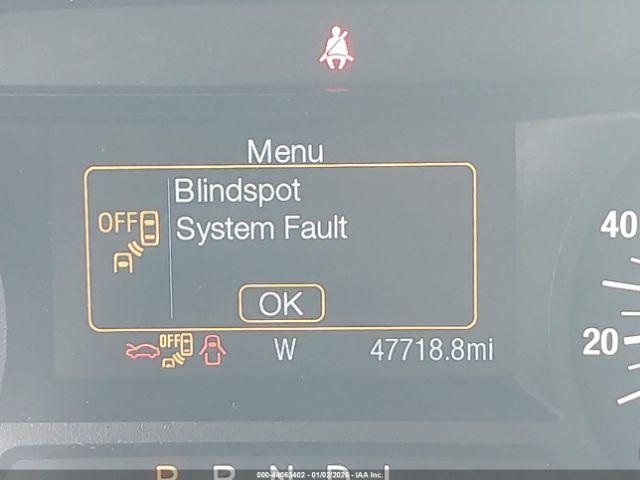 Menu
Blindspot
OFF System Fault
OK
OFF
W 47718.8mi
40
20
P R N D L
000-44063402 - 01/02/2026 - IAA Inc.